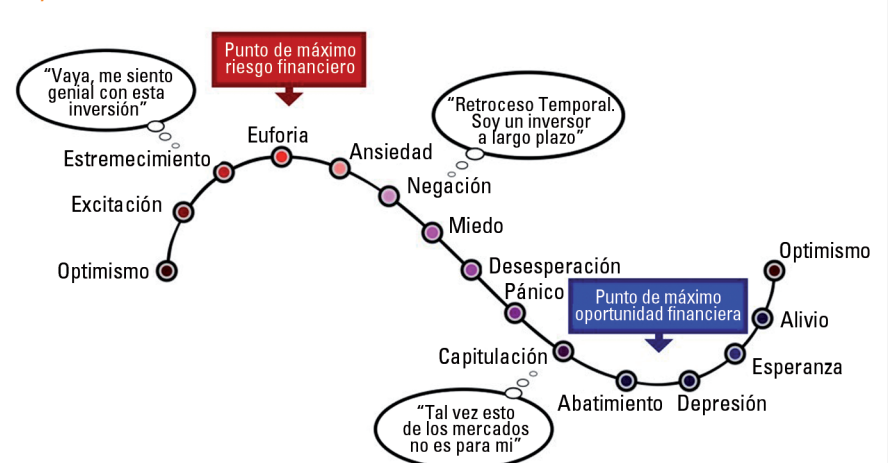 Punto de máximo
riesgo financiero
“Vaya, me siento
genial con esta
inversión”
“Retroceso Temporal.
Soy un inversor
a largo plazo”
Euforia
Estremecimiento
Ansiedad
Negación
Excitación
Miedo
Optimismo
Desesperación
Pánico
Optimismo
Punto de máximo
oportunidad financiera
Alivio
Capitulación
Esperanza
Abatimiento
Depresión
“Tal vez esto
de los mercados
no es para mi”